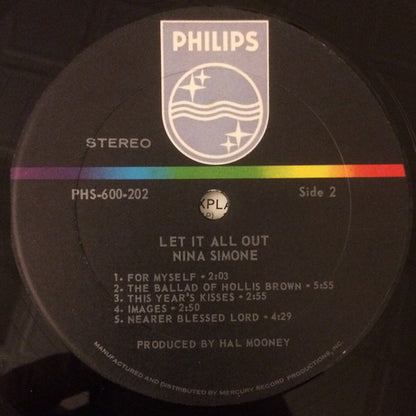 PHILIPS
STEREO
PHS-600-202
Side 2
LET IT ALL OUT
NINA SIMONE
1. FOR MYSELF • 2:03
2. THE BALLAD OF HOLLIS BROWN • 5:55
3. THIS YEAR'S KISSES • 2:55
4. IMAGES • 2:50
5. NEARER BLESSED LORD • 4:29
PRODUCED BY HAL MOONEY
MANUFACTURED AND DISTRIBUTED BY MERCURY RECORD PRODUCTIONS, INC.